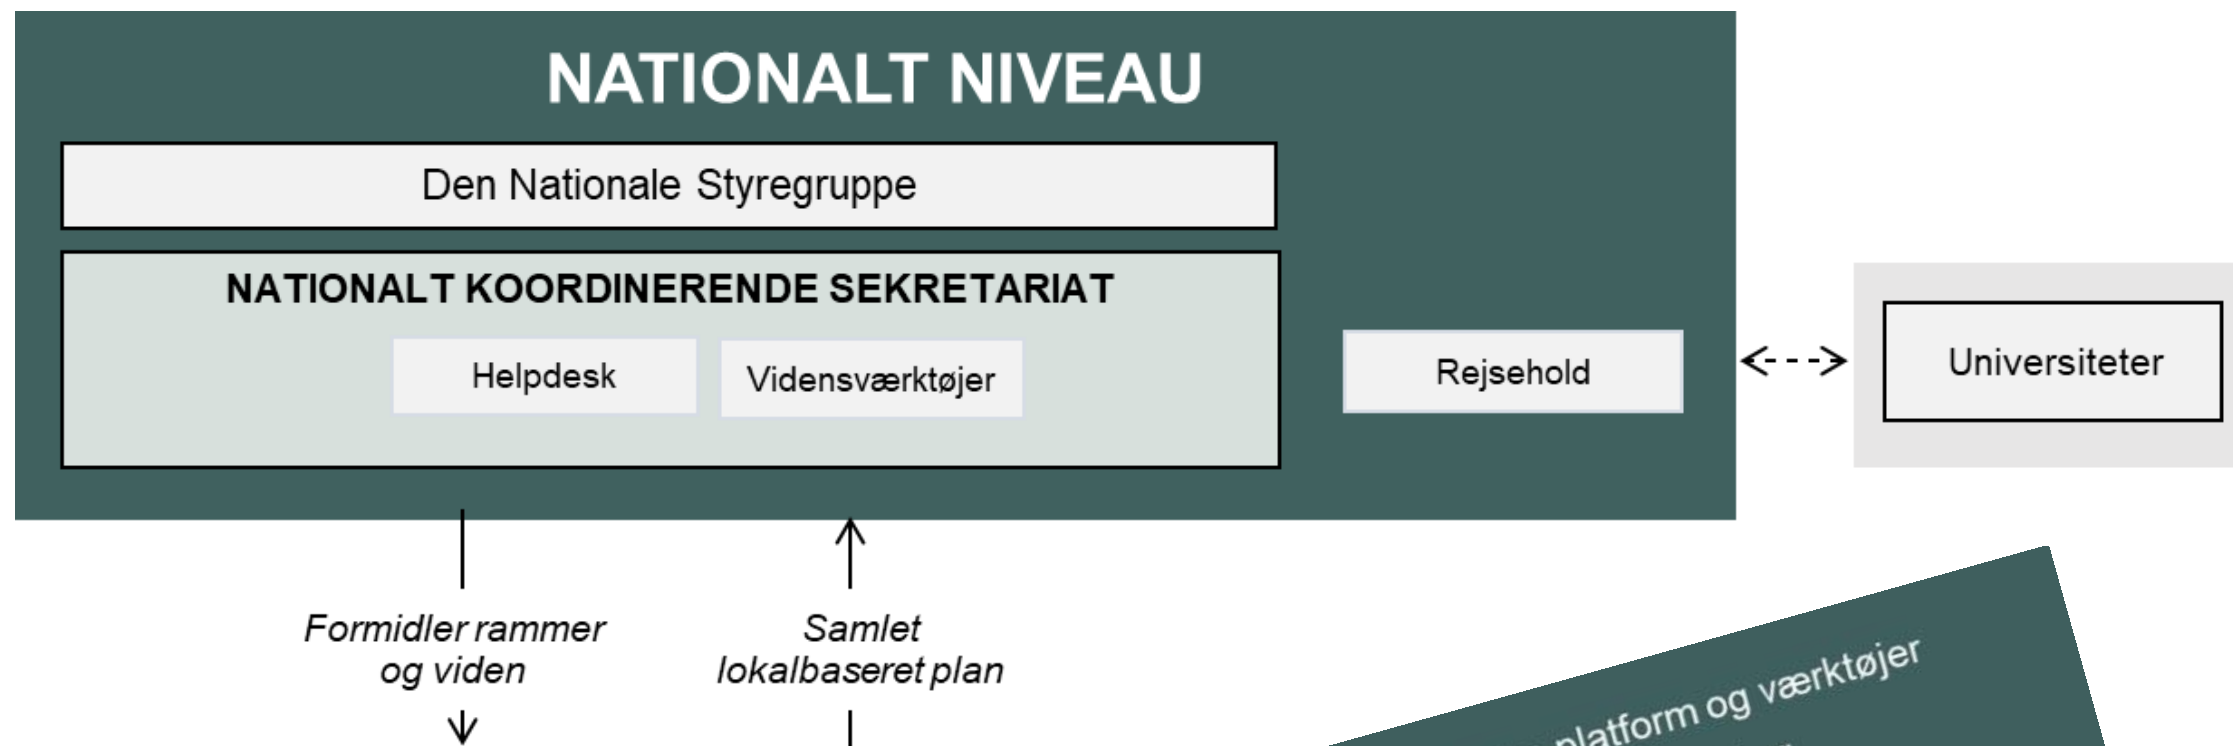 NATIONALT NIVEAU
Den Nationale Styregruppe
NATIONALT KOORDINERENDE SEKRETARIAT
Helpdesk
Vidensværktøjer
Rejsehold
Universiteter
Formidler rammer
og viden
Samlet
lokalbaseret plan
platform og værktøjer